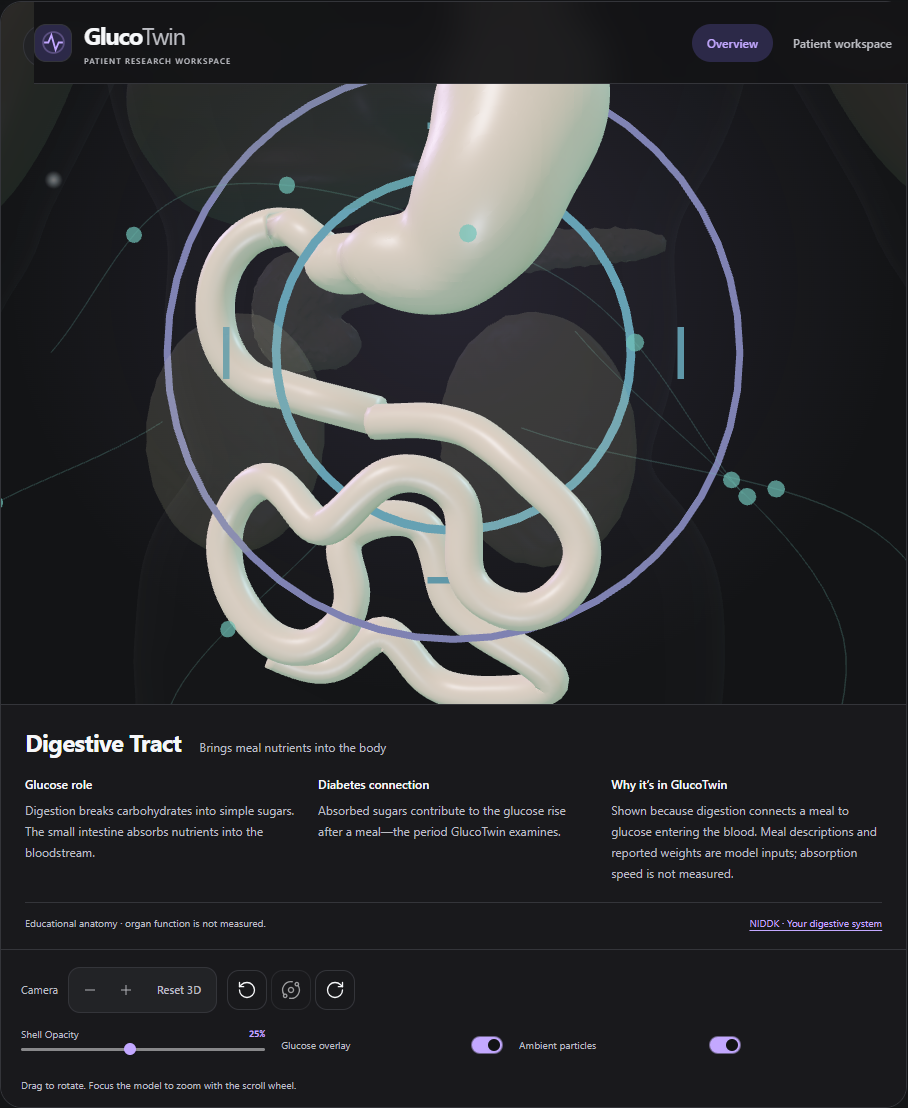 GlucoTwin
PATIENT RESEARCH WORKSPACE
Overview
Patient workspace
Digestive Tract
Brings meal nutrients into the body
Glucose role
Digestion breaks carbohydrates into simple sugars.
The small intestine absorbs nutrients into the
bloodstream.
Diabetes connection
Absorbed sugars contribute to the glucose rise
after a meal—the period GlucoTwin examines.
Why it’s in GlucoTwin
Shown because digestion connects a meal to
glucose entering the blood. Meal descriptions and
reported weights are model inputs; absorption
speed is not measured.
Educational anatomy · organ function is not measured.
NIDDK · Your digestive system
Camera
− + Reset 3D
Shell Opacity 25%
Glucose overlay
Ambient particles
Drag to rotate. Focus the model to zoom with the scroll wheel.